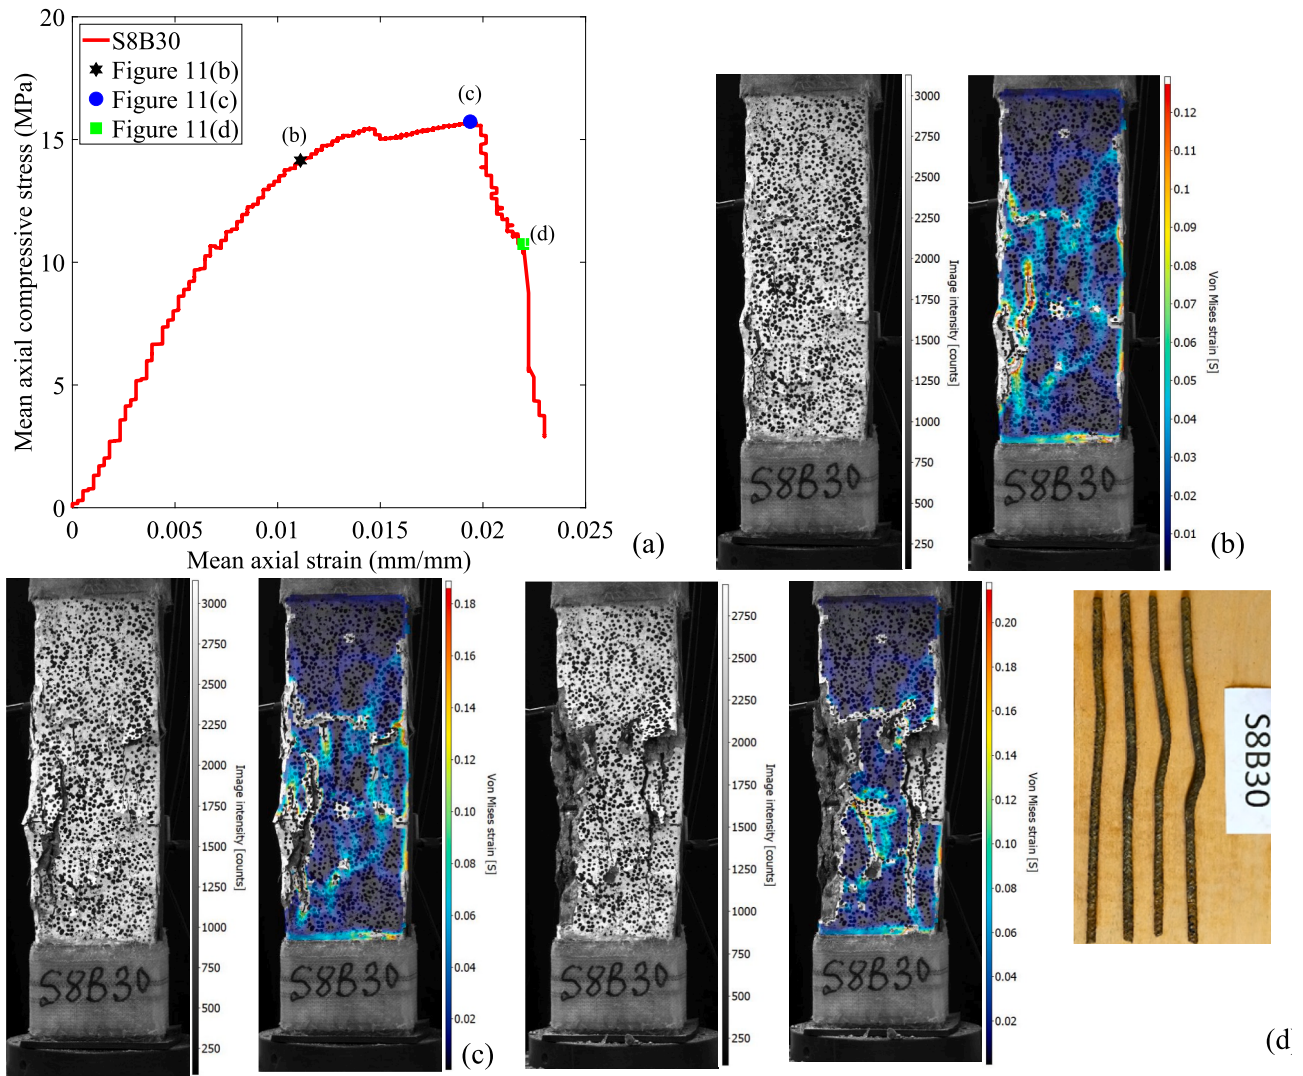 20
15
10
5
0
Mean axial compressive stress (MPa)
S8B30
Figure 11(b)
Figure 11(c)
Figure 11(d)
(b)
(c)
(d)
0
0.005
0.01
0.015
0.02
0.025
Mean axial strain (mm/mm)
(a)
S8B30
3000
2750
2500
2250
2000
1750
1500
1250
1000
750
500
250
Image intensity [counts]
S8B30
0.12
0.11
0.1
0.09
0.08
0.07
0.06
0.05
0.04
0.03
0.02
0.01
Von Mises strain [S]
(b)
S8B30
3000
2750
2500
2250
2000
1750
1500
1250
1000
750
500
250
Image intensity [counts]
S8B30
0.18
0.16
0.14
0.12
0.10
0.08
0.06
0.04
0.02
Von Mises strain [S]
(c)
S8B30
2750
2500
2250
2000
1750
1500
1250
1000
750
500
250
Image intensity [counts]
S8B30
0.20
0.18
0.16
0.14
0.12
0.10
0.08
0.06
0.04
0.02
Von Mises strain [S]
S8B30
(d)